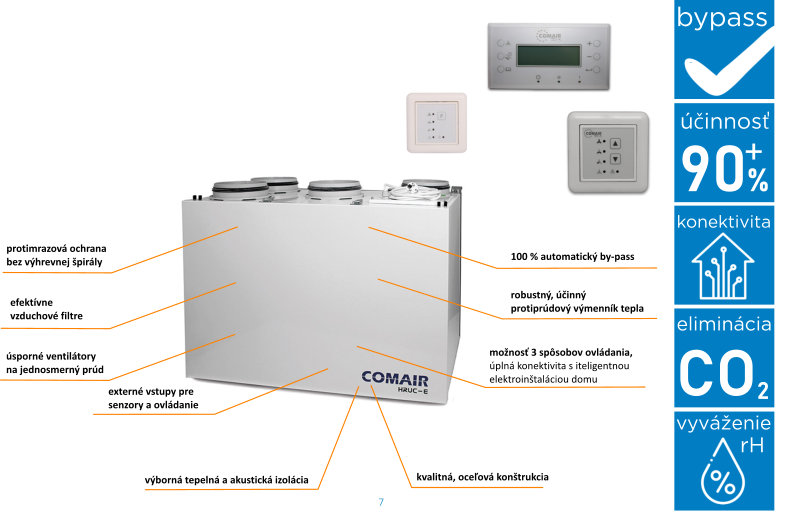 bypass
účinnosť
90+%
konektivita
eliminácia
CO2
vyváženie
rH
%
COMAIR
COMAIR
protimrazová ochrana
bez výhrevnej špirály
efektívne
vzduchové filtre
úsporné ventilátory
na jednosmerný prúd
externé vstupy pre
senzory a ovládanie
výborná tepelná a akustická izolácia
100 % automatický by-pass
robustný, účinný
protiprúdový výmenník tepla
možnosť 3 spôsobov ovládania,
úplná konektivita s iteligentnou
elektroinštaláciou domu
kvalitná, oceľová konštrukcia
COMAIR
HRUC-E
7